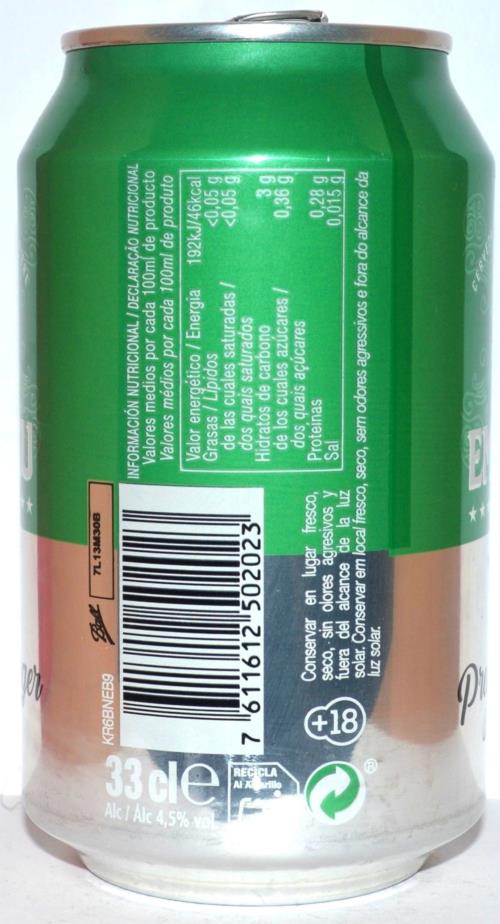 INFORMACIÓN NUTRICIONAL / DECLARAÇÃO NUTRICIONAL
Valores medios por cada 100ml de producto
Valores médios por cada 100ml de produto
Valor energético / Energia 192kJ/46kcal
Grasas / Lípidos <0,05 g
de las cuales saturadas /
dos quais saturados <0,05 g
Hidratos de carbono 3 g
de los cuales azúcares /
dos quais açúcares 0,36 g
Proteínas 0,28 g
Sal 0,015 g
Conservar en lugar fresco,
seco, sin olores agresivos y
fuera del alcance de la luz
solar. Conservar em local fresco, seco, sem odores agressivos e fora do alcance da
luz solar.
Ball
7L13M30B
KR6BNEB9
7 611612 502023
+18
33 cl e
Alc / Álc 4,5% vol.
RECICLA
Al Amarillo
®